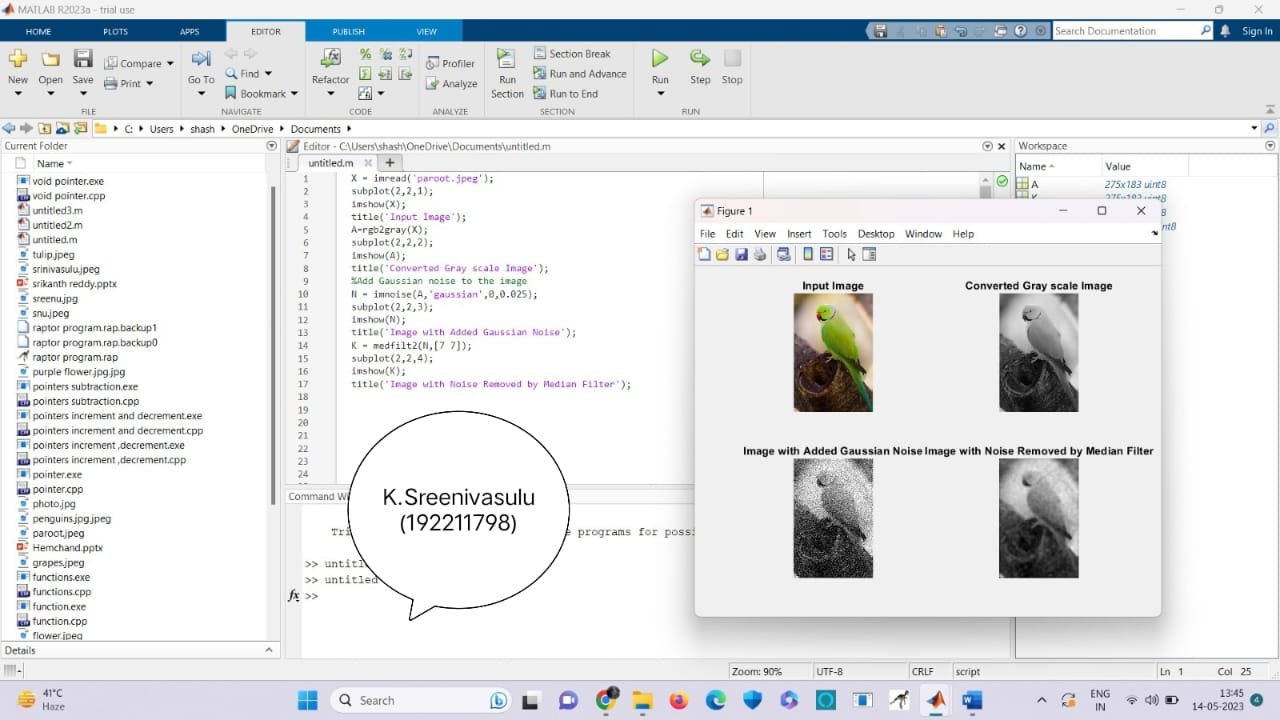 MATLAB R2023a - trial use
HOME PLOTS APPS EDITOR PUBLISH VIEW
Search Documentation
Sign In
New Open Save
Compare
Print
FILE
Go To
Find
Bookmark
NAVIGATE
Refactor
CODE
Profiler
Analyze
ANALYZE
Run Section
Section Break
Run and Advance
Run to End
SECTION
Run Step Stop
RUN
C: Users shash OneDrive Documents
Current Folder
Name
void pointer.exe
void pointer.cpp
untitled3.m
untitled2.m
untitled.m
tulip.jpeg
srinivasulu.jpeg
srikanth reddy.pptx
sreenu.jpg
snu.jpeg
raptor program.rap.backup1
raptor program.rap.backup0
raptor program.rap
purple flower.jpg.jpg
pointers subtraction.exe
pointers subtraction.cpp
pointers increment and decrement.exe
pointers increment and decrement.cpp
pointers increment ,decrement.exe
pointers increment ,decrement.cpp
pointer.exe
pointer.cpp
photo.jpg
penguins.jpg.jpeg
paroot.jpeg
Hemchand.pptx
grapes.jpeg
functions.exe
functions.cpp
function.exe
function.cpp
flower.jpeg
Details
Editor - C:\Users\shash\OneDrive\Documents\untitled.m
untitled.m
1 X = imread('paroot.jpeg');
2 subplot(2,2,1);
3 imshow(X);
4 title('Input Image');
5 A=rgb2gray(X);
6 subplot(2,2,2);
7 imshow(A);
8 title('Converted Gray scale Image');
9 %Add Gaussian noise to the image
10 N = imnoise(A,'gaussian',0,0.025);
11 subplot(2,2,3);
12 imshow(N);
13 title('Image with Added Gaussian Noise');
14 K = medfilt2(N,[7 7]);
15 subplot(2,2,4);
16 imshow(K);
17 title('Image with Noise Removed by Median Filter');
18
19
20
21
22
23
24
Command W
programs for possi
>> untitl
>> untitled
fx >>
K.Sreenivasulu
(192211798)
Workspace
Name Value
A 275x183 uint8
Figure 1
File Edit View Insert Tools Desktop Window Help
Input Image
Converted Gray scale Image
Image with Added Gaussian Noise
Image with Noise Removed by Median Filter
Zoom: 90% UTF-8 CRLF script Ln 1 Col 25
41°C
Haze
Search
ENG
IN
13:45
14-05-2023
4